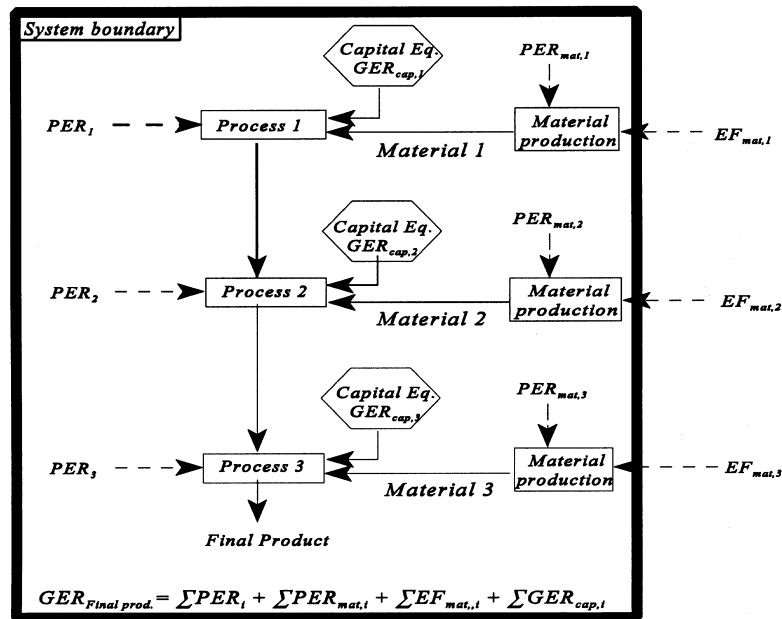 System boundary
Capital Eq.
GER_cap,1
PER_mat,1
PER_1
Process 1
Material
production
EF_mat,1
Material 1
Capital Eq.
GER_cap,2
PER_mat,2
PER_2
Process 2
Material
production
EF_mat,2
Material 2
Capital Eq.
GER_cap,3
PER_mat,3
PER_3
Process 3
Material
production
EF_mat,3
Material 3
Final Product
GER_Final prod. = ∑PER_i + ∑PER_mat,i + ∑EF_mat,,i + ∑GER_cap,i